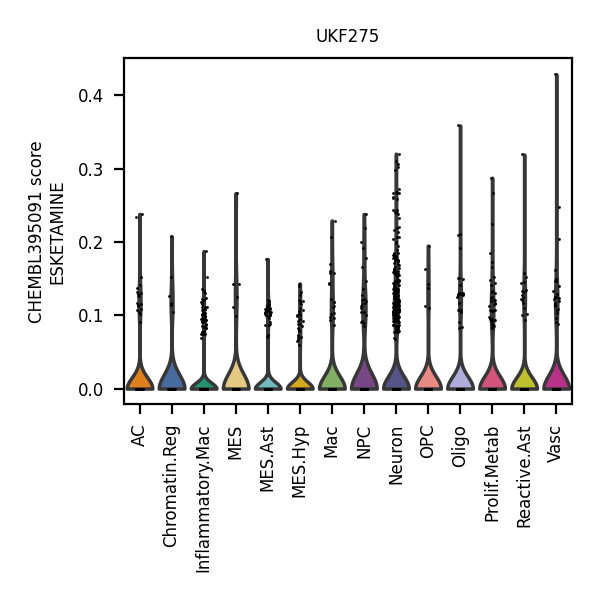 UKF275
CHEMBL395091 score
ESKETAMINE
0.4
0.3
0.2
0.1
0.0
AC
Chromatin.Reg
Inflammatory.Mac
MES
MES.Ast
MES.Hyp
Mac
NPC
Neuron
OPC
Oligo
Prolif.Metab
Reactive.Ast
Vasc